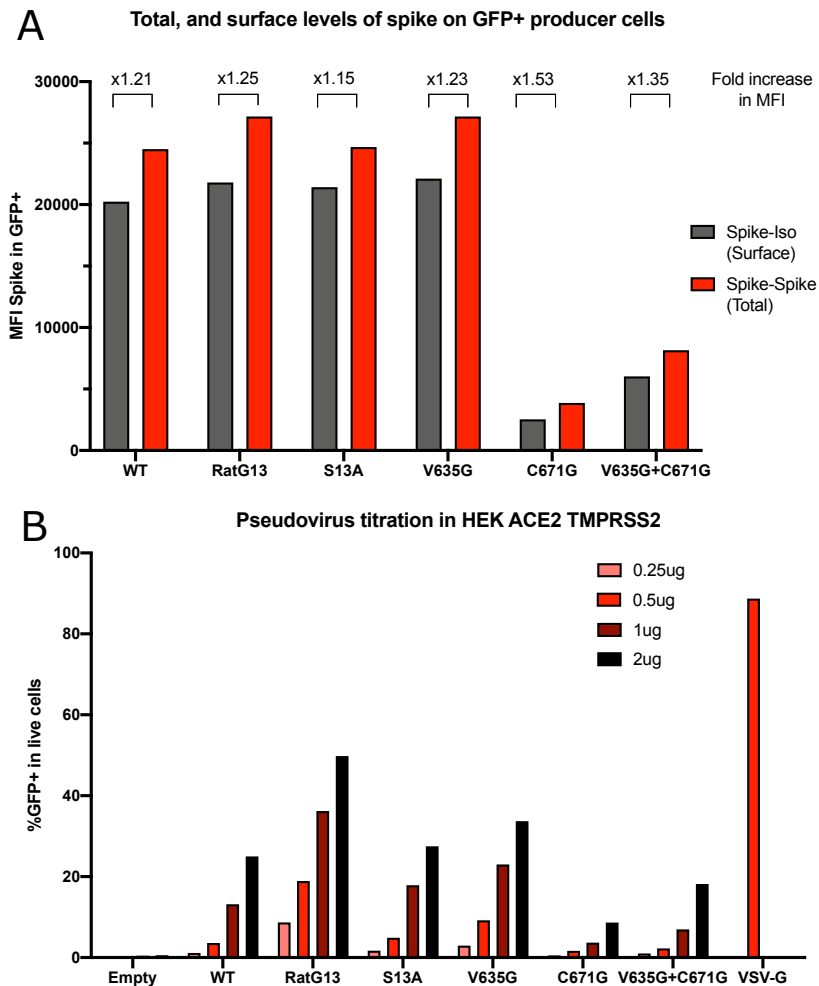 A
Total, and surface levels of spike on GFP+ producer cells
x1.21 x1.25 x1.15 x1.23 x1.53 x1.35 Fold increase
in MFI
30000
20000
10000
0
MFI Spike in GFP+
Spike-Iso
(Surface)
Spike-Spike
(Total)
WT RatG13 S13A V635G C671G V635G+C671G
B
Pseudovirus titration in HEK ACE2 TMPRSS2
100
80
60
40
20
0
%GFP+ in live cells
0.25ug
0.5ug
1ug
2ug
Empty WT RatG13 S13A V635G C671G V635G+C671G VSV-G